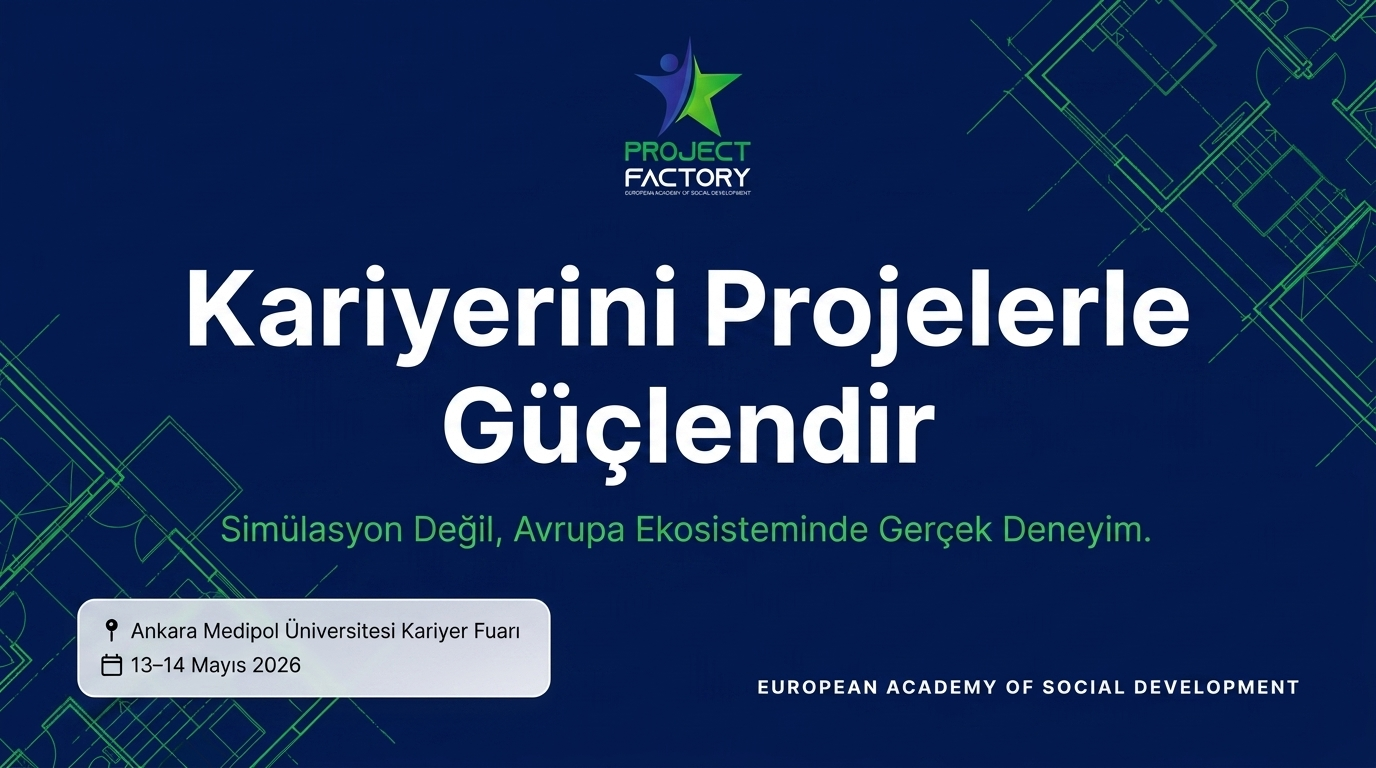 PROJECT
FACTORY
EUROPEAN ACADEMY OF SOCIAL DEVELOPMENT
Kariyerini Projelerle
Güçlendir
Simülasyon Değil, Avrupa Ekosisteminde Gerçek Deneyim.
Ankara Medipol Üniversitesi Kariyer Fuarı
13–14 Mayıs 2026
EUROPEAN ACADEMY OF SOCIAL DEVELOPMENT